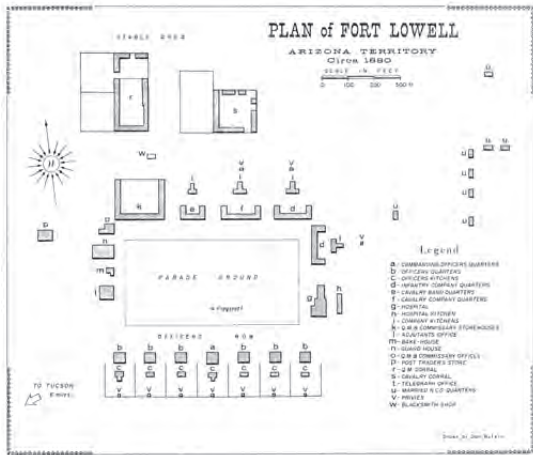 PLAN of FORT LOWELL
ARIZONA TERRITORY
Circa 1880
SCALE IN FEET
0 100 200 300
STABLE AREA
r
s
w
u
u u
u
u
u
u
v v
i i i
k
e f d
p
o
n
m
d
v
g h
PARADE GROUND
Flagpole
OFFICERS ROW
b b b a b b b
c c c c c c c
v v v v v v v
TO TUCSON
Legend
a - COMMANDING OFFICERS QUARTERS
b - OFFICERS QUARTERS
c - OFFICERS KITCHENS
d - INFANTRY COMPANY QUARTERS
e - CAVALRY BAND QUARTERS
f - CAVALRY COMPANY QUARTERS
g - HOSPITAL
h - HOSPITAL KITCHEN
COMPANY KITCHENS
k - Q.M. & COMMISSARY STOREHOUSES
l - ADJUTANTS OFFICE
m - BAKE-HOUSE
n - GUARD HOUSE
o - Q.M. & COMMISSARY OFFICES
p - POST TRADER'S STORE
r - Q.M. CORRAL
s - CAVALRY CORRAL
t - TELEGRAPH OFFICE
u - MARRIED N.C.O. QUARTERS
v - PRIVIES
w - BLACKSMITH SHOP